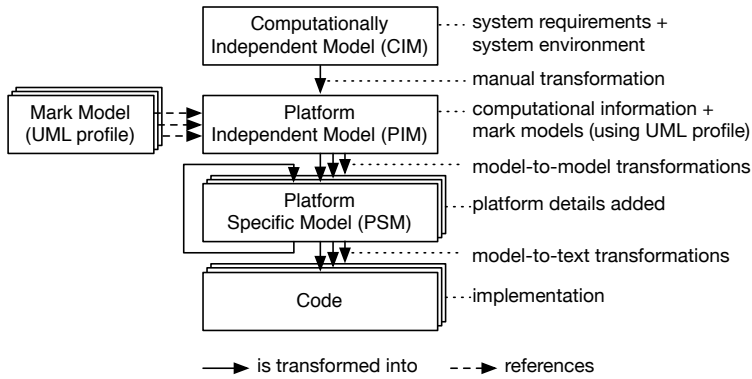 Computationally
Independent Model (CIM)
system requirements +
system environment
manual transformation
Mark Model
(UML profile)
Platform
Independent Model (PIM)
computational information +
mark models (using UML profile)
model-to-model transformations
Platform
Specific Model (PSM)
platform details added
model-to-text transformations
Code
implementation
is transformed into
references